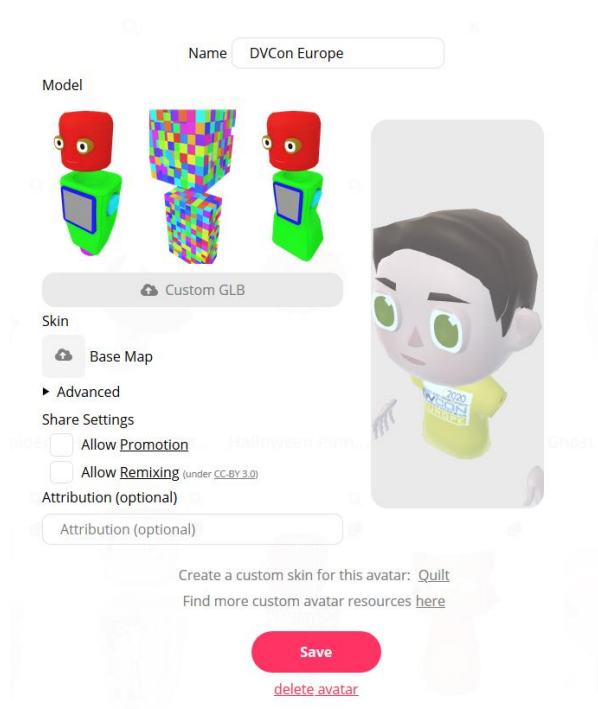 Name DVCon Europe
Model
Custom GLB
Skin
Base Map
Advanced
Share Settings
Allow Promotion
Allow Remixing (under CC-BY 3.0)
Attribution (optional)
Attribution (optional)
2020
Create a custom skin for this avatar: Quilt
Find more custom avatar resources here
Save
delete avatar